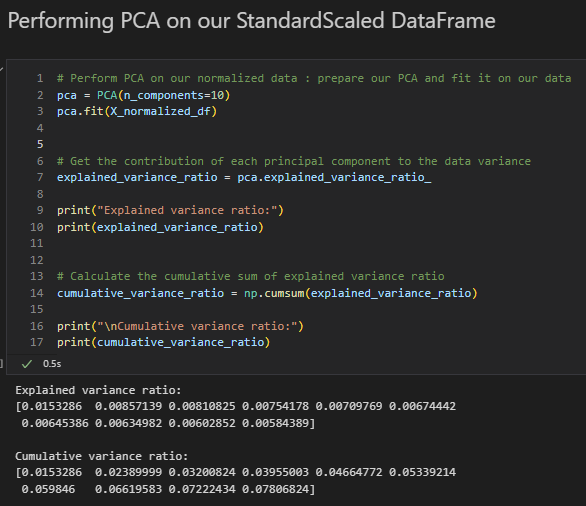 Performing PCA on our StandardScaled DataFrame
1 # Perform PCA on our normalized data : prepare our PCA and fit it on our data
2 pca = PCA(n_components=10)
3 pca.fit(X_normalized_df)
4
5
6 # Get the contribution of each principal component to the data variance
7 explained_variance_ratio = pca.explained_variance_ratio_
8
9 print("Explained variance ratio:")
10 print(explained_variance_ratio)
11
12
13 # Calculate the cumulative sum of explained variance ratio
14 cumulative_variance_ratio = np.cumsum(explained_variance_ratio)
15
16 print("\nCumulative variance ratio:")
17 print(cumulative_variance_ratio)
] ✓ 0.5s
Explained variance ratio:
[0.0153286  0.00857139 0.00810825 0.00754178 0.00709769 0.00674442
 0.00645386 0.00634982 0.00602852 0.00584389]
Cumulative variance ratio:
[0.0153286  0.02389999 0.03200824 0.03955003 0.04664772 0.05339214
 0.059846   0.06619583 0.07222434 0.07806824]